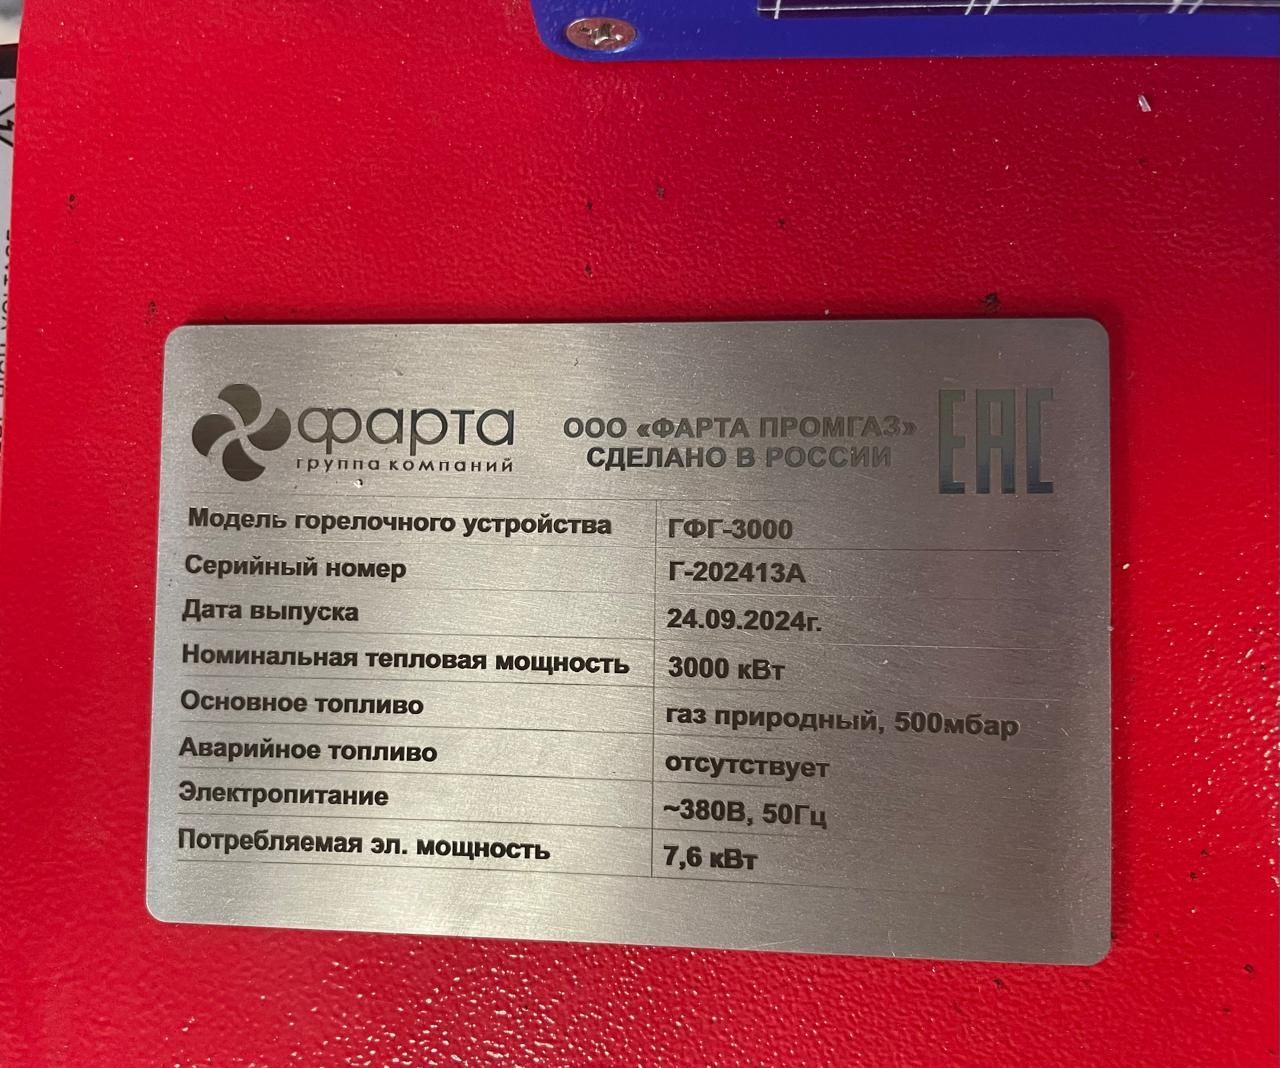 фарта
группа компаний
ООО «ФАРТА ПРОМГАЗ»
СДЕЛАНО В РОССИИ
ЕАС
Модель горелочного устройства ГФГ-3000
Серийный номер Г-202413А
Дата выпуска 24.09.2024г.
Номинальная тепловая мощность 3000 кВт
Основное топливо газ природный, 500мбар
Аварийное топливо отсутствует
Электропитание ~380В, 50Гц
Потребляемая эл. мощность 7,6 кВт